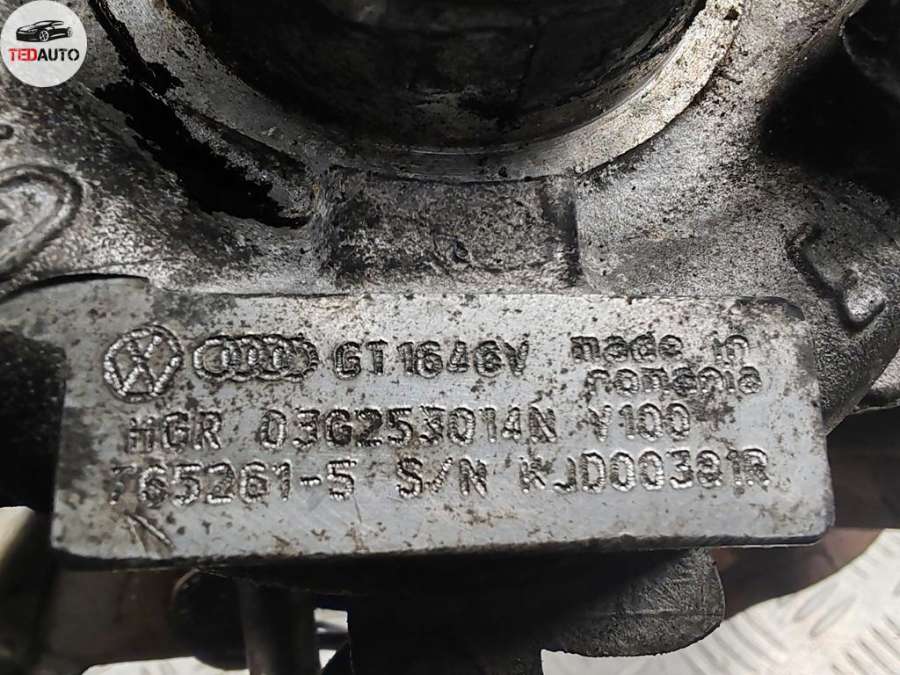 TEDAUTO
GT1646V made in
romania
HGR 03G253014N V100
765261-5 S/N KJD00381R